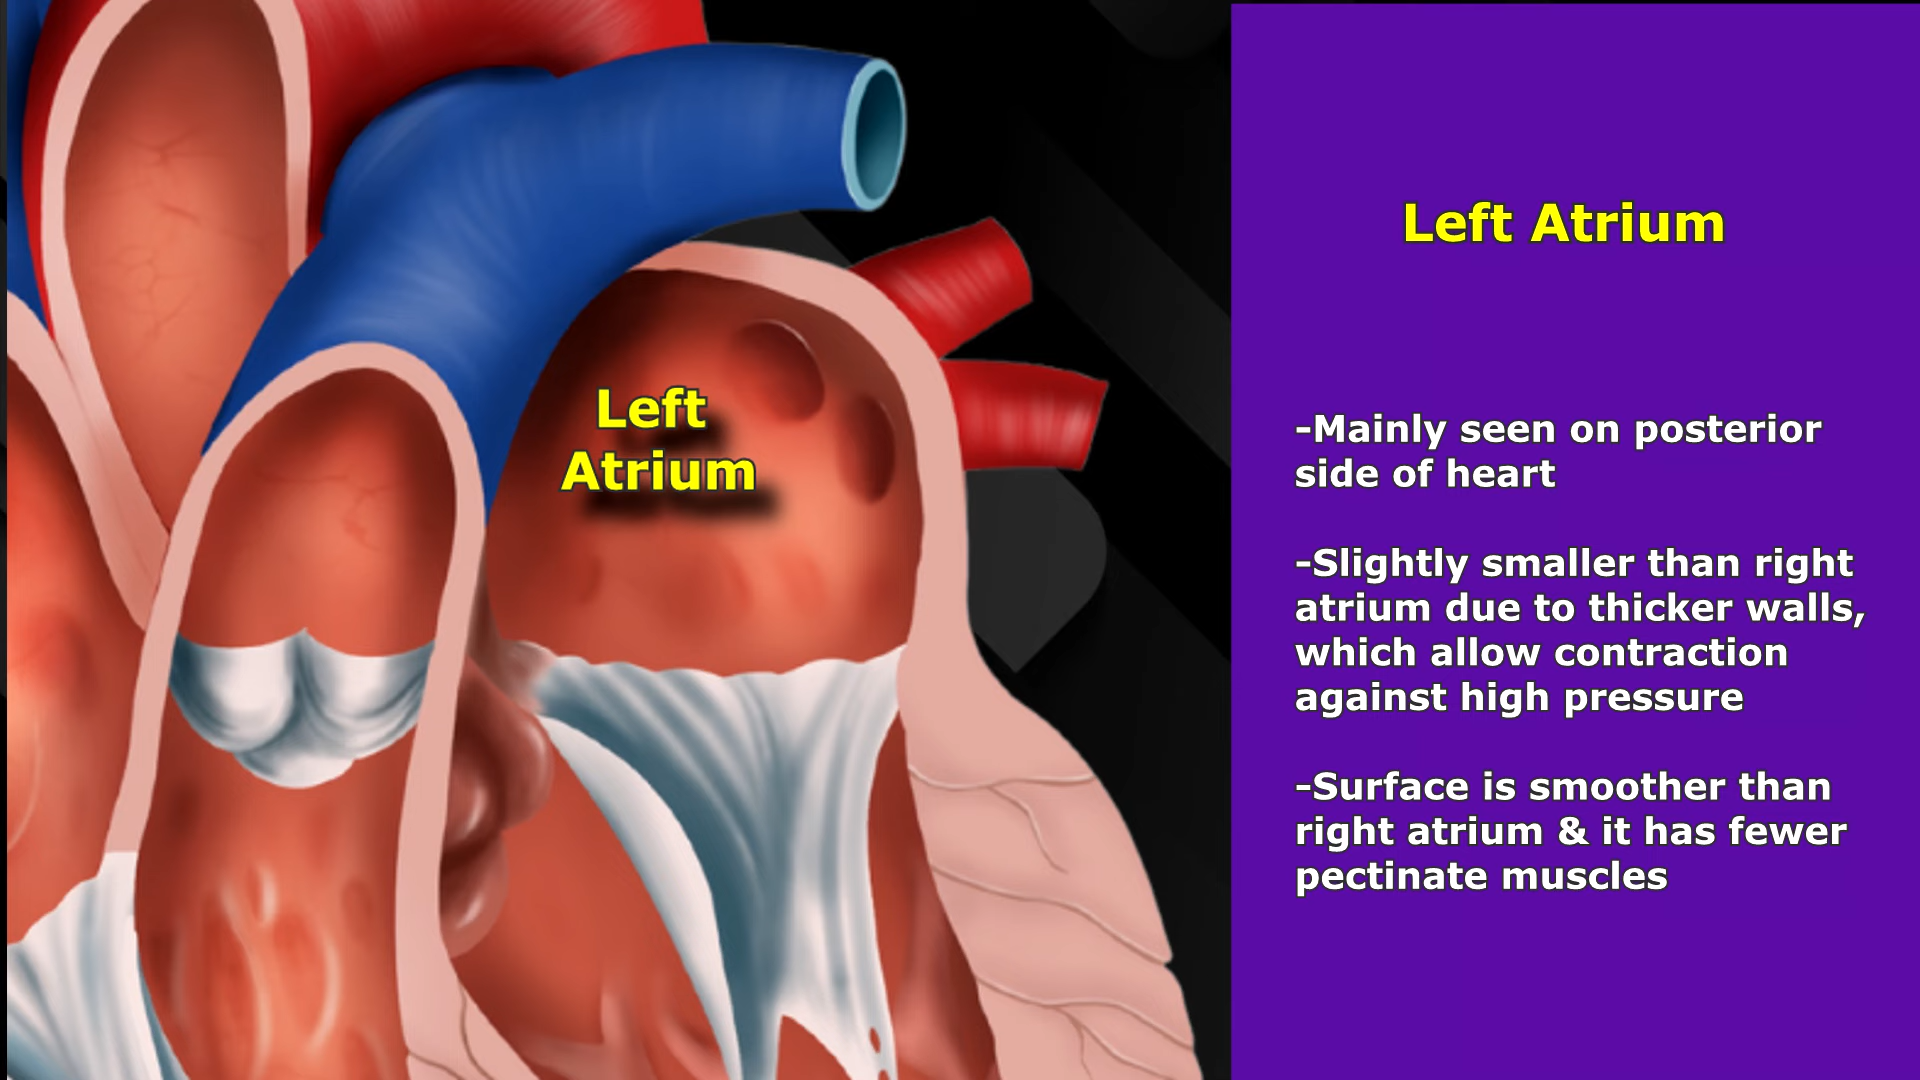 Left
Atrium
Left Atrium
-Mainly seen on posterior
side of heart
-Slightly smaller than right
atrium due to thicker walls,
which allow contraction
against high pressure
-Surface is smoother than
right atrium & it has fewer
pectinate muscles